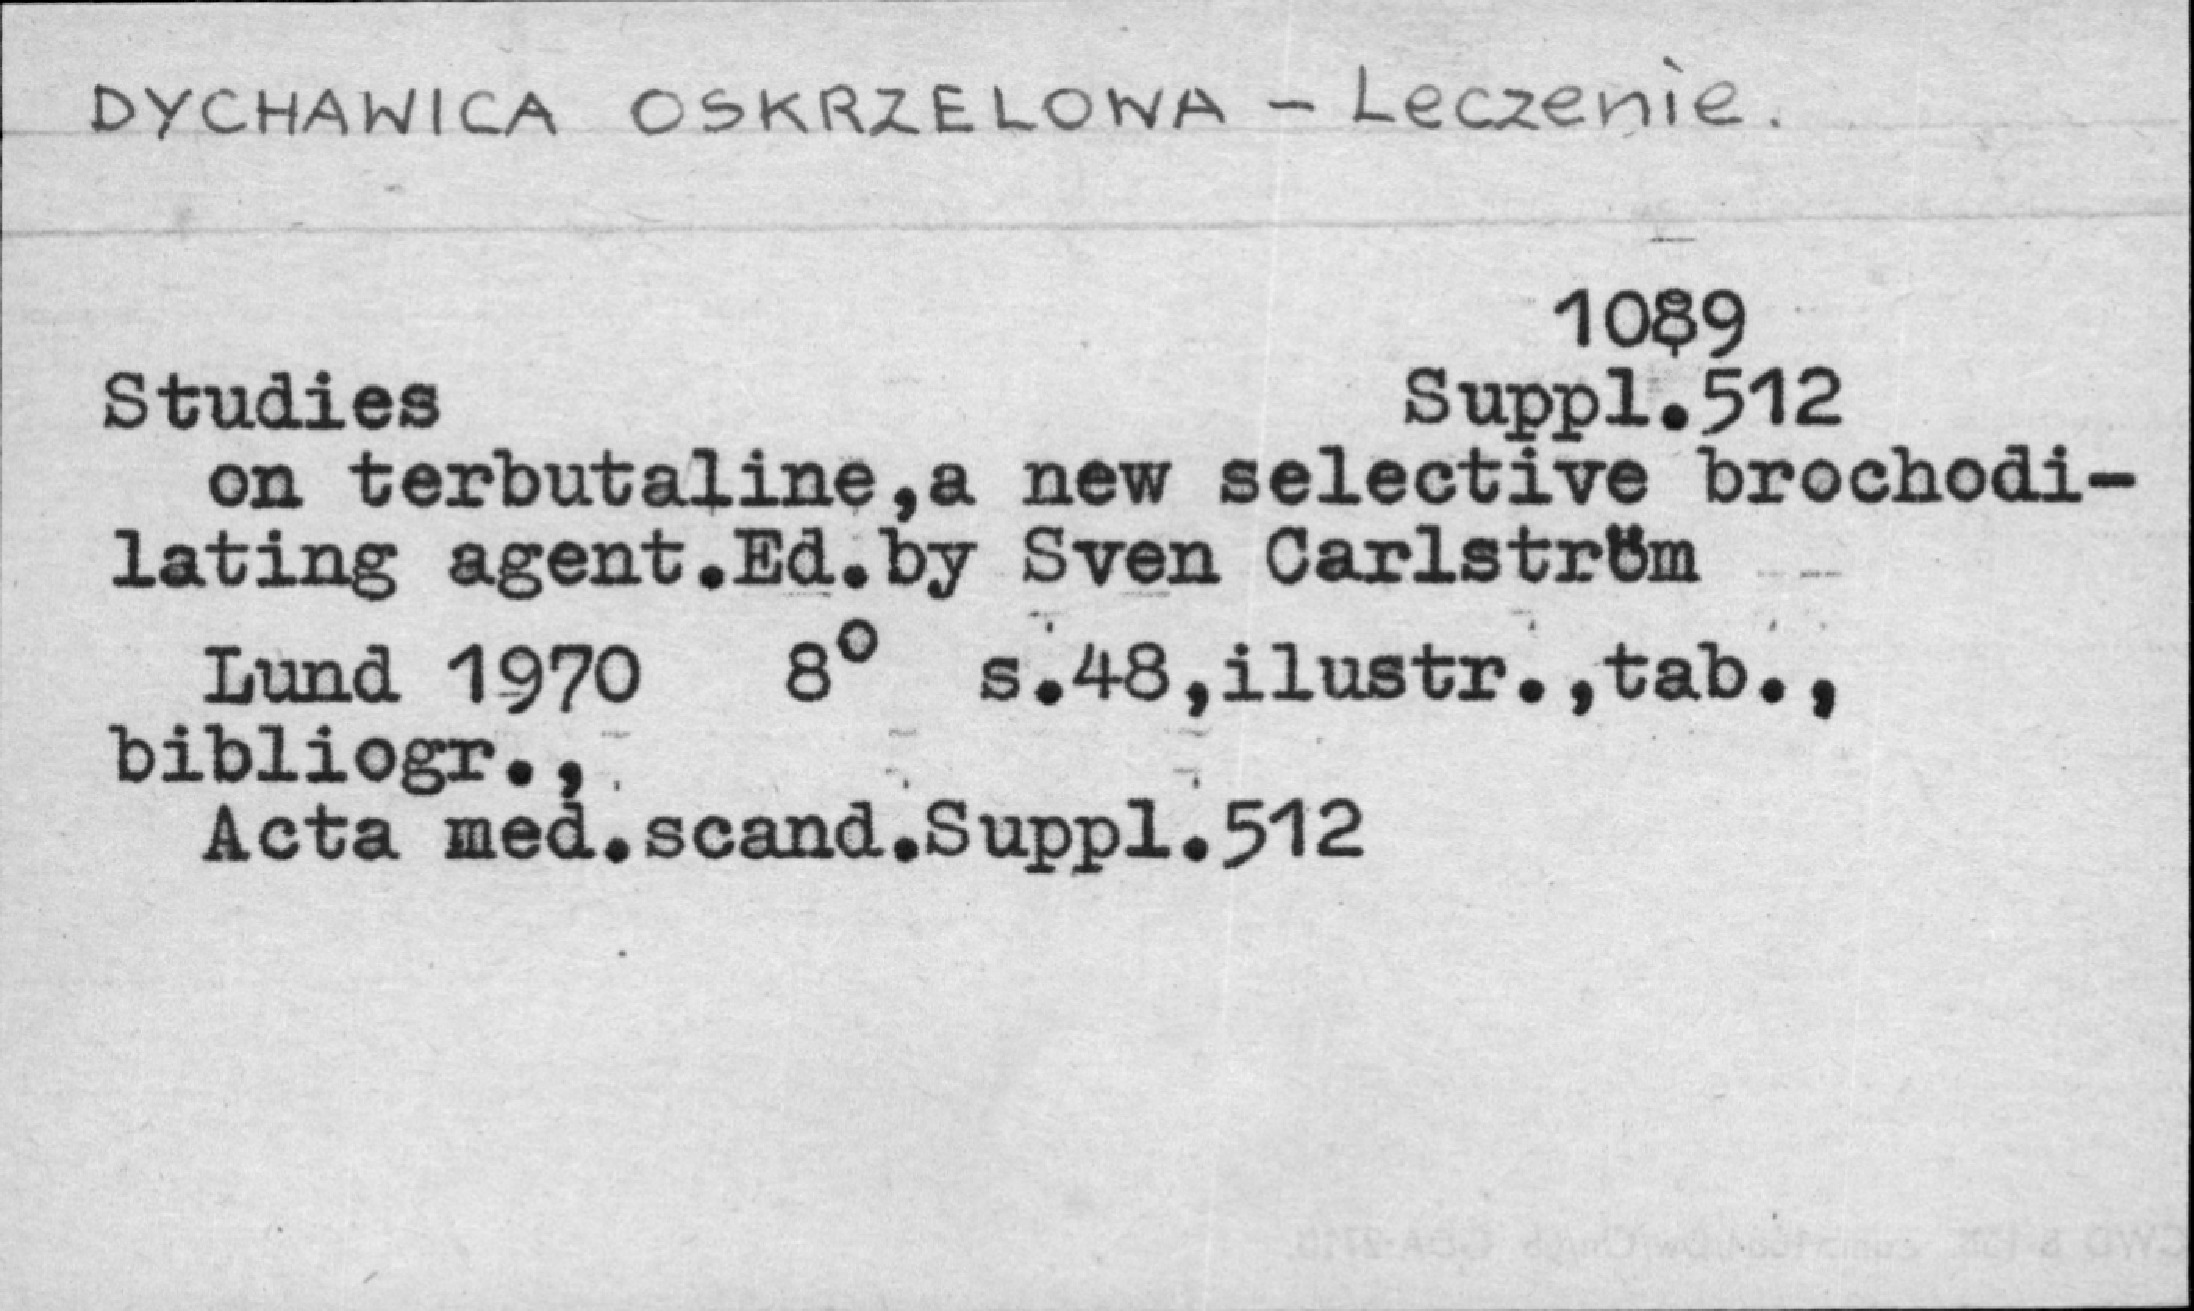 DYCHAWICA OSKRZELOWA - Leczenie.
1089
Studies Suppl.512
on terbutaline,a new selective brochodi-
lating agent.Ed.by Sven Carlström
Lund 1970 8° s.48,ilustr.,tab.,
bibliogr.,
Acta med.scand.Suppl.512